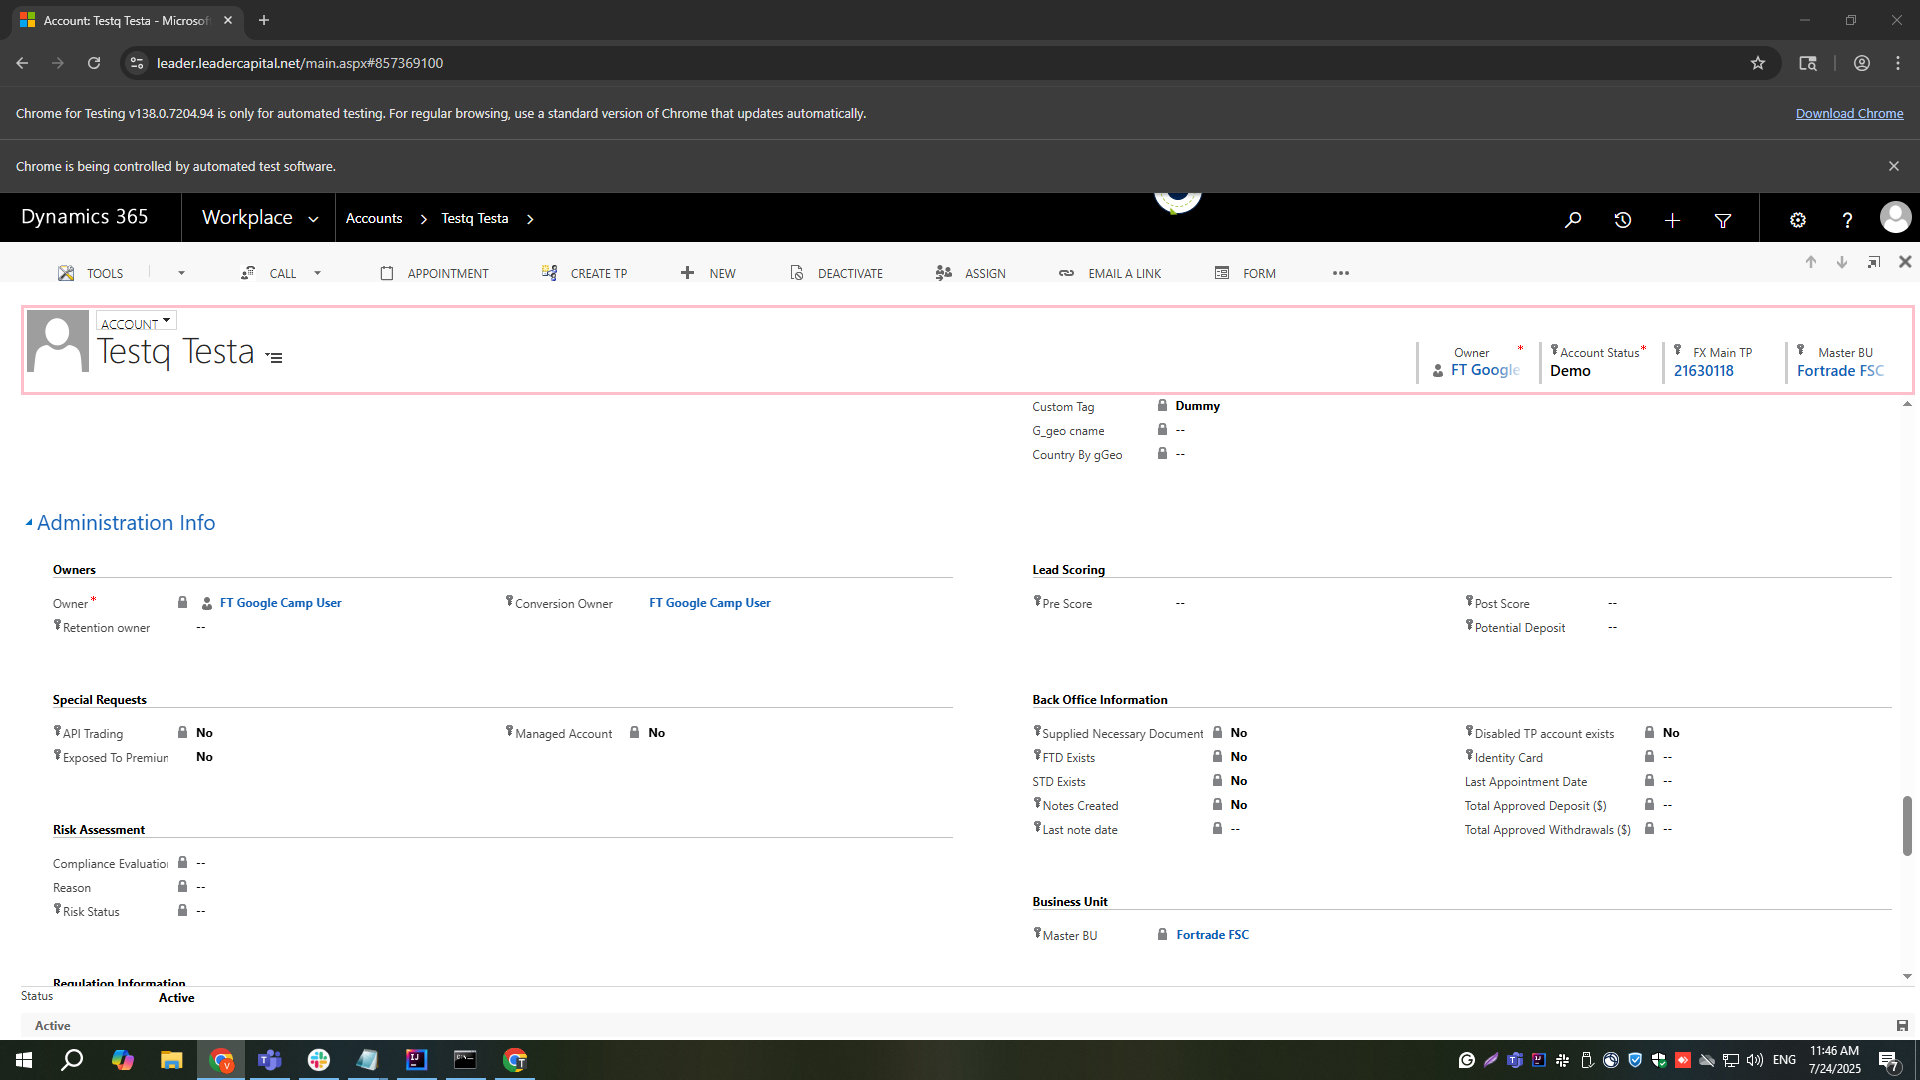 Account: Testq Testa - Microsof
leader.leadercapital.net/main.aspx#857369100
Chrome for Testing v138.0.7204.94 is only for automated testing. For regular browsing, use a standard version of Chrome that updates automatically.
Download Chrome
Chrome is being controlled by automated test software.
Dynamics 365
Workplace
Accounts
Testq Testa
TOOLS
CALL
APPOINTMENT
CREATE TP
NEW
DEACTIVATE
ASSIGN
EMAIL A LINK
FORM
ACCOUNT
Testq Testa
Owner *
FT Google
Account Status *
Demo
FX Main TP
21630118
Master BU
Fortrade FSC
Custom Tag Dummy
G_geo cname --
Country By gGeo --
Administration Info
Owners
Owner * FT Google Camp User
Conversion Owner FT Google Camp User
Retention owner --
Lead Scoring
Pre Score --
Post Score --
Potential Deposit --
Special Requests
API Trading No
Managed Account No
Exposed To Premiun No
Back Office Information
Supplied Necessary Document No
Disabled TP account exists No
FTD Exists No
Identity Card --
STD Exists No
Last Appointment Date --
Notes Created No
Total Approved Deposit ($) --
Last note date --
Total Approved Withdrawals ($) --
Risk Assessment
Compliance Evaluation --
Reason --
Risk Status --
Business Unit
Master BU Fortrade FSC
Regulation Information
Status Active
Active
ENG
11:46 AM
7/24/2025
7